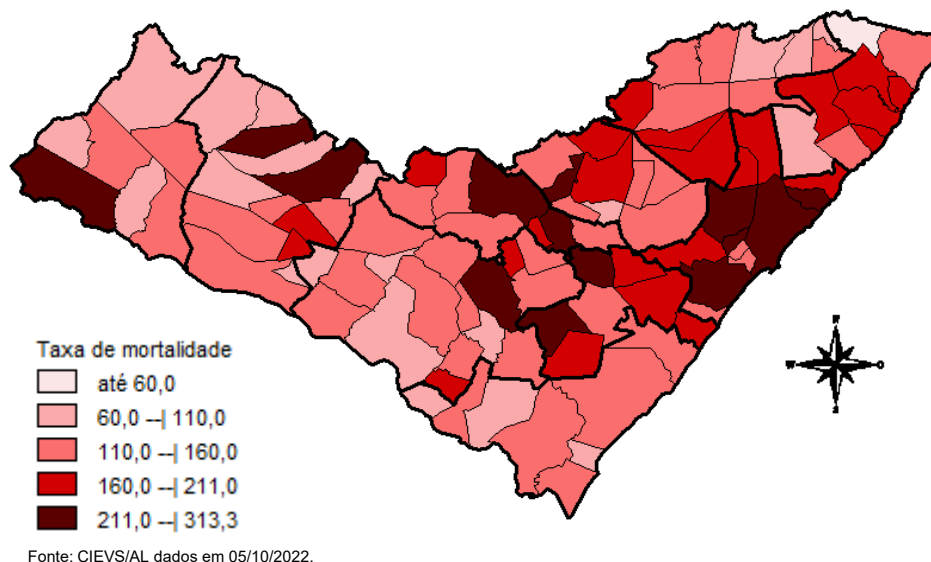 Taxa de mortalidade
até 60,0
60,0 --| 110,0
110,0 --| 160,0
160,0 --| 211,0
211,0 --| 313,3
Fonte: CIEVS/AL dados em 05/10/2022.